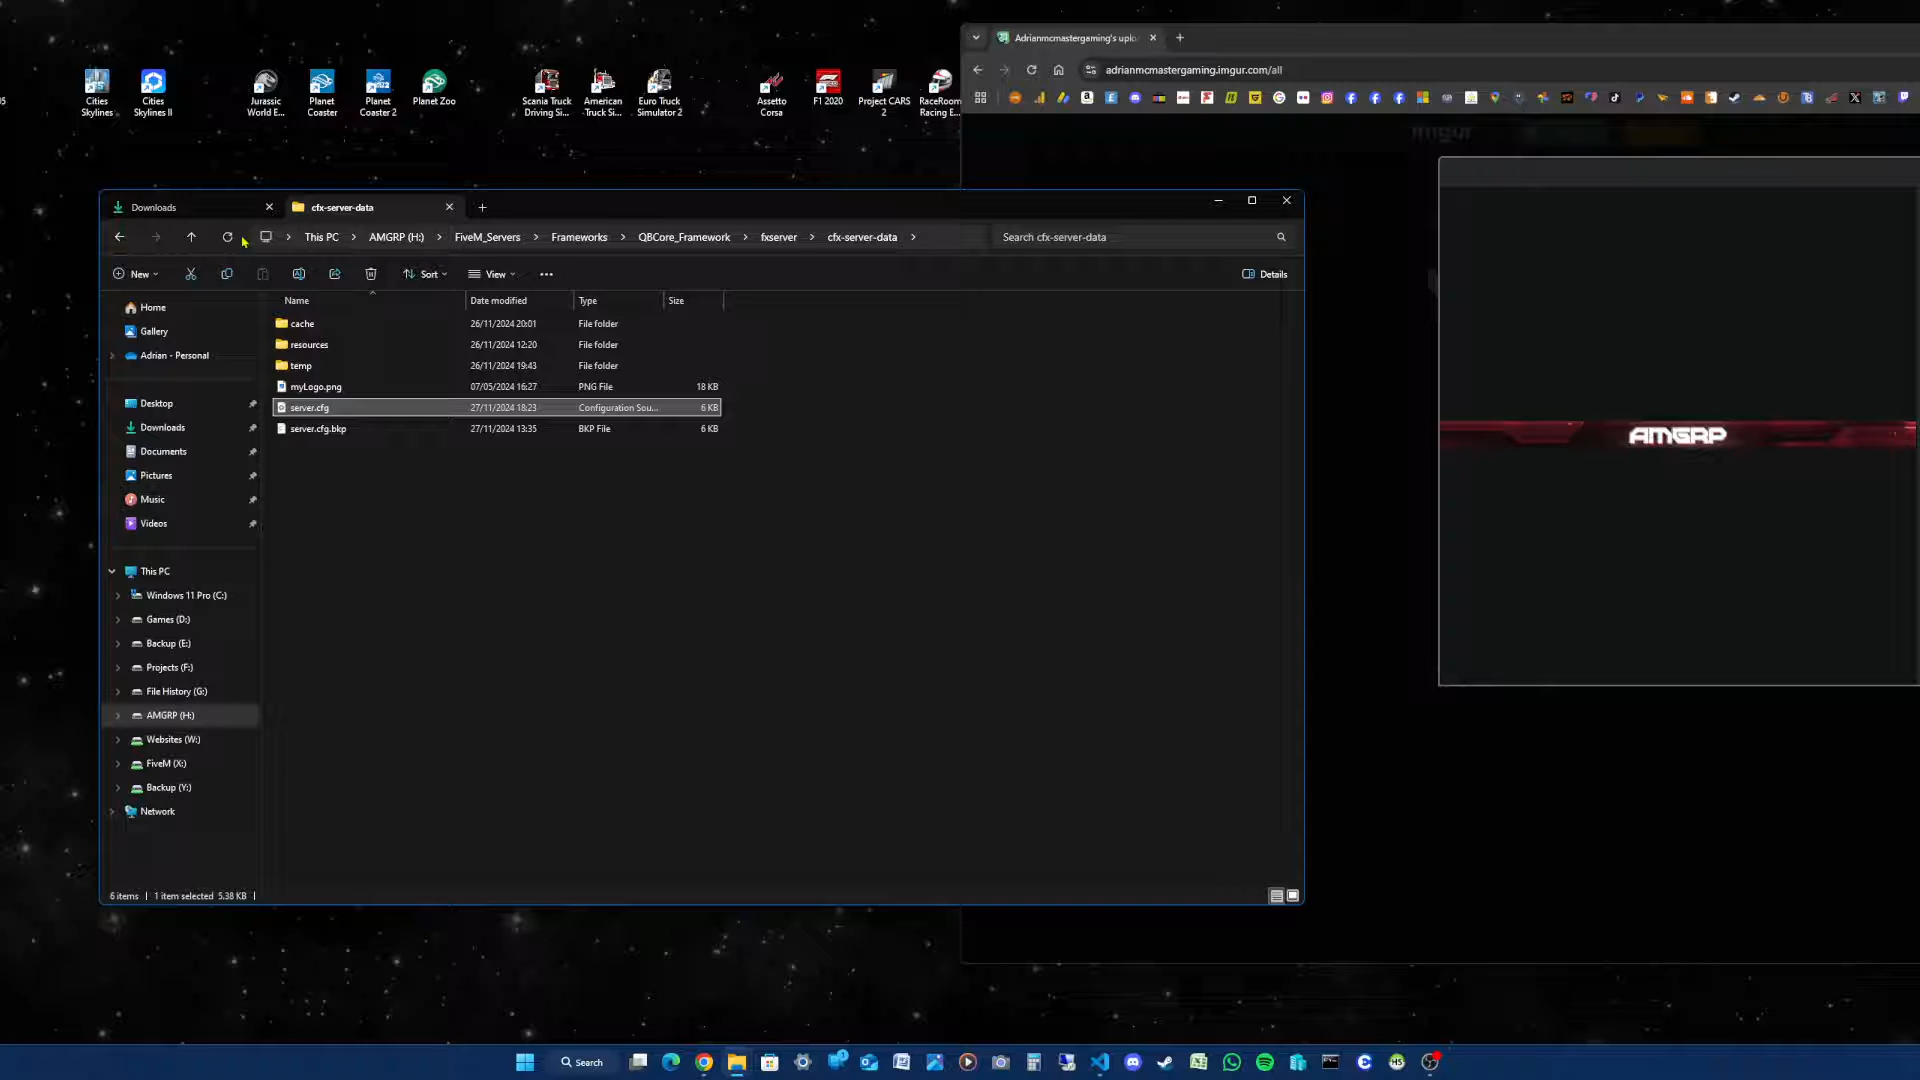 Cities Skylines
Cities Skylines II
Jurassic World E...
Planet Coaster
Planet Coaster 2
Planet Zoo
Scania Truck Driving Si...
American Truck Si...
Euro Truck Simulator 2
Assetto Corsa
F1 2020
Project CARS 2
RaceRoom Racing E...
Adrianmcmastergaming's uplo
adrianmcmastergaming.imgur.com/all
imgur
AMGRP
Downloads
cfx-server-data
This PC
AMGRP (H:)
FiveM_Servers
Frameworks
QBCore_Framework
fxserver
cfx-server-data
Search cfx-server-data
New
Sort
View
Details
Name Date modified Type Size
cache 26/11/2024 20:01 File folder
resources 26/11/2024 12:20 File folder
temp 26/11/2024 19:43 File folder
myLogo.png 07/05/2024 16:27 PNG File 18 KB
server.cfg 27/11/2024 18:23 Configuration Sou... 6 KB
server.cfg.bkp 27/11/2024 13:35 BKP File 6 KB
Home
Gallery
Adrian - Personal
Desktop
Downloads
Documents
Pictures
Music
Videos
This PC
Windows 11 Pro (C:)
Games (D:)
Backup (E:)
Projects (F:)
File History (G:)
AMGRP (H:)
Websites (W:)
FiveM (X:)
Backup (Y:)
Network
6 items
1 item selected 5.38 KB
Search